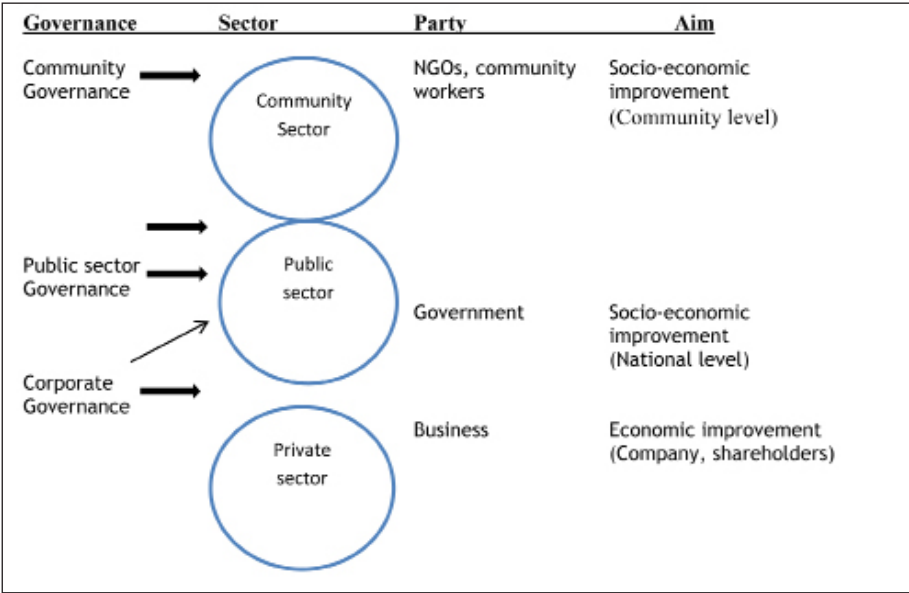 Governance Sector Party Aim
Community
Governance
Community
Sector
NGOs, community
workers
Socio-economic
improvement
(Community level)
Public sector
Governance
Public
sector
Government
Socio-economic
improvement
(National level)
Corporate
Governance
Private
sector
Business
Economic improvement
(Company, shareholders)